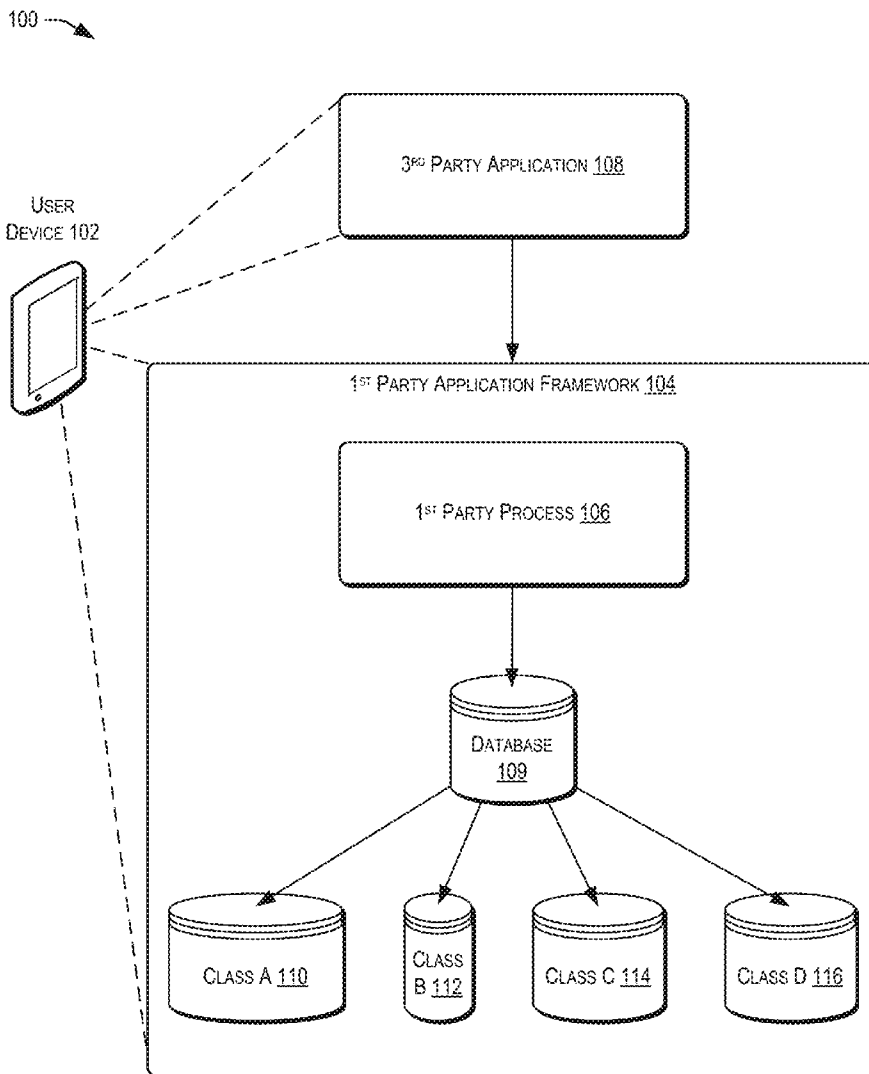 100
3RD PARTY APPLICATION 108
USER
DEVICE 102
1ST PARTY APPLICATION FRAMEWORK 104
1ST PARTY PROCESS 106
DATABASE
109
CLASS A 110
CLASS
B 112
CLASS C 114
CLASS D 116